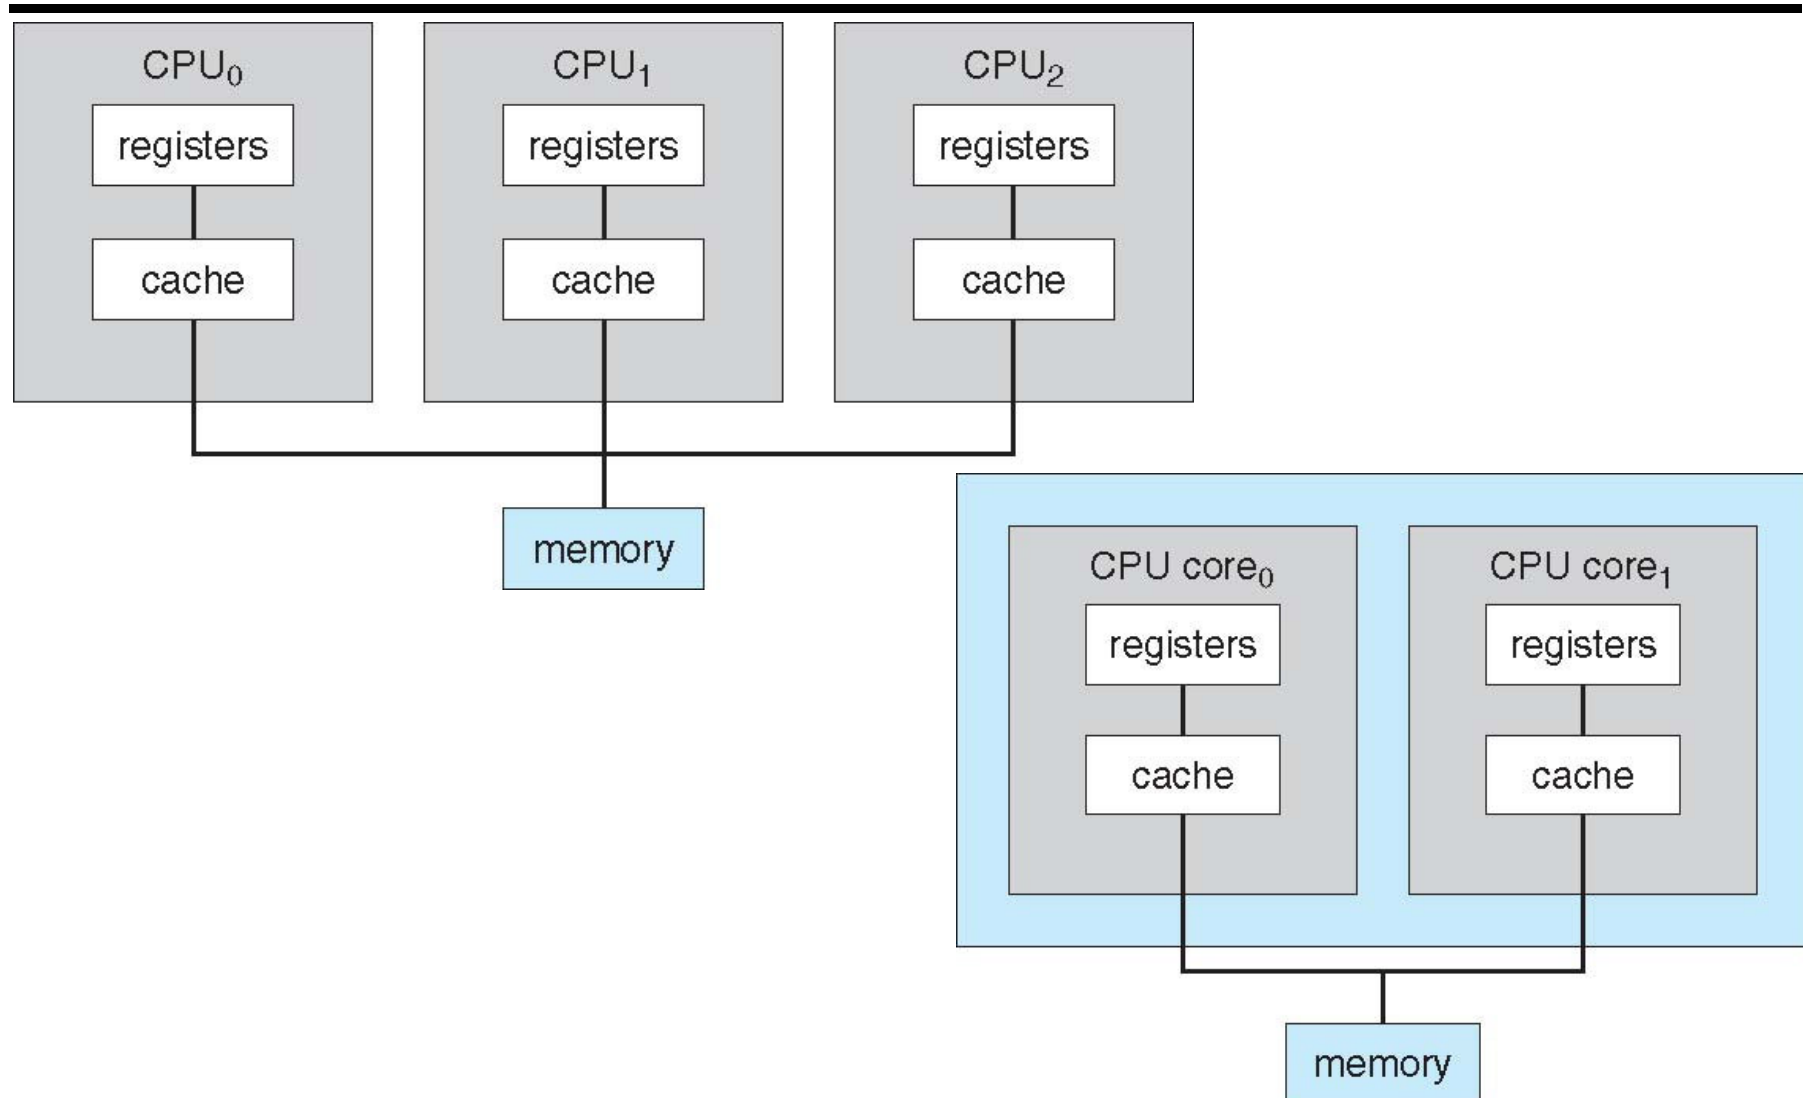 CPU₀ CPU₁ CPU₂
registers registers registers
cache cache cache
memory
CPU core₀ CPU core₁
registers registers
cache cache
memory